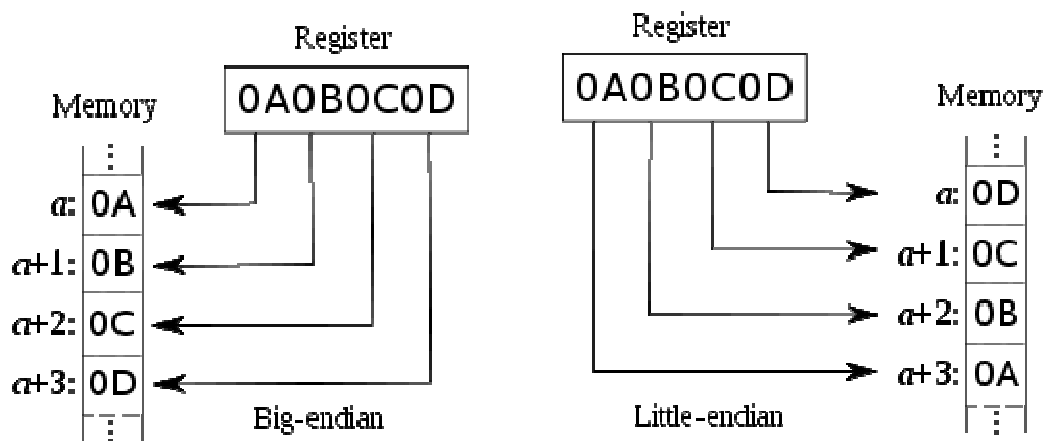 Register
0A0B0C0D
Memory
⋮
a: 0A
a+1: 0B
a+2: 0C
a+3: 0D
⋮
Big-endian
Register
0A0B0C0D
Memory
⋮
a: 0D
a+1: 0C
a+2: 0B
a+3: 0A
⋮
Little-endian